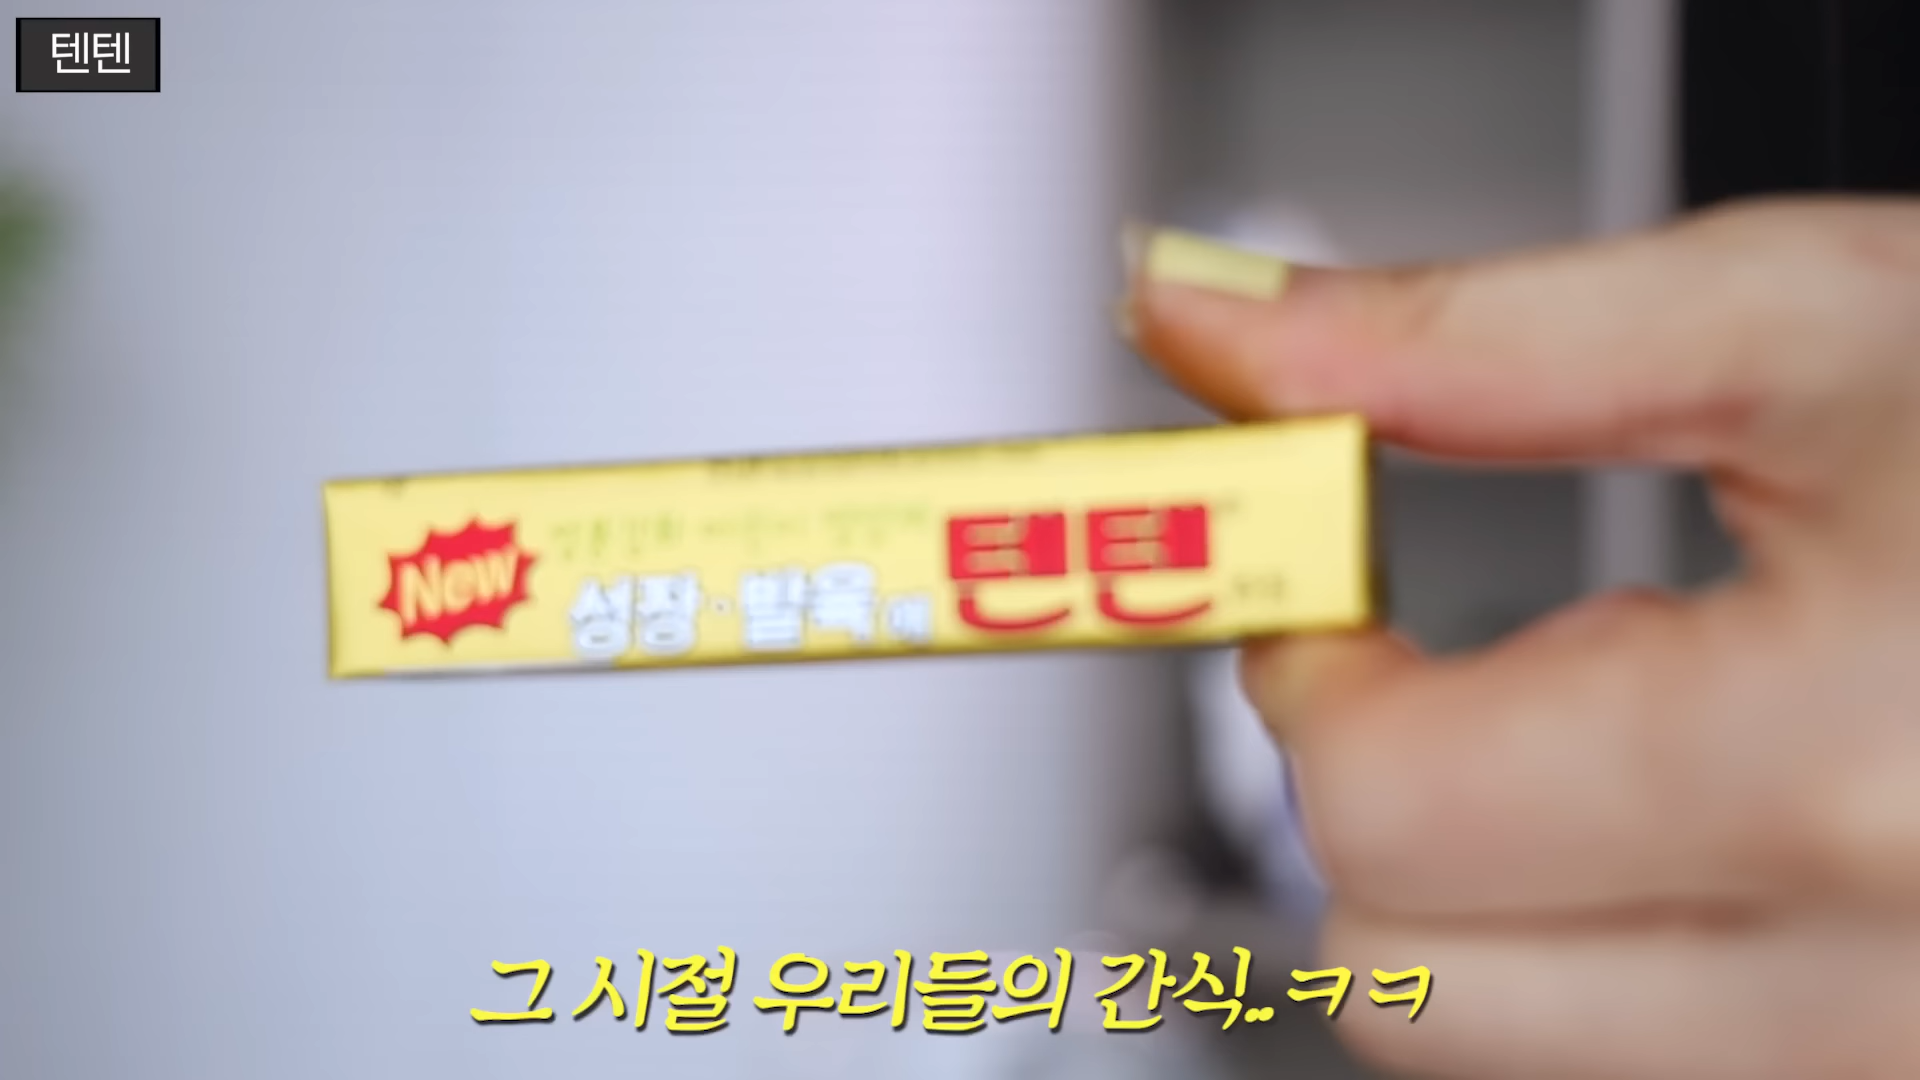 텐텐
New
성장·발육에
텐텐
그 시절 우리들의 간식..ㅋㅋ